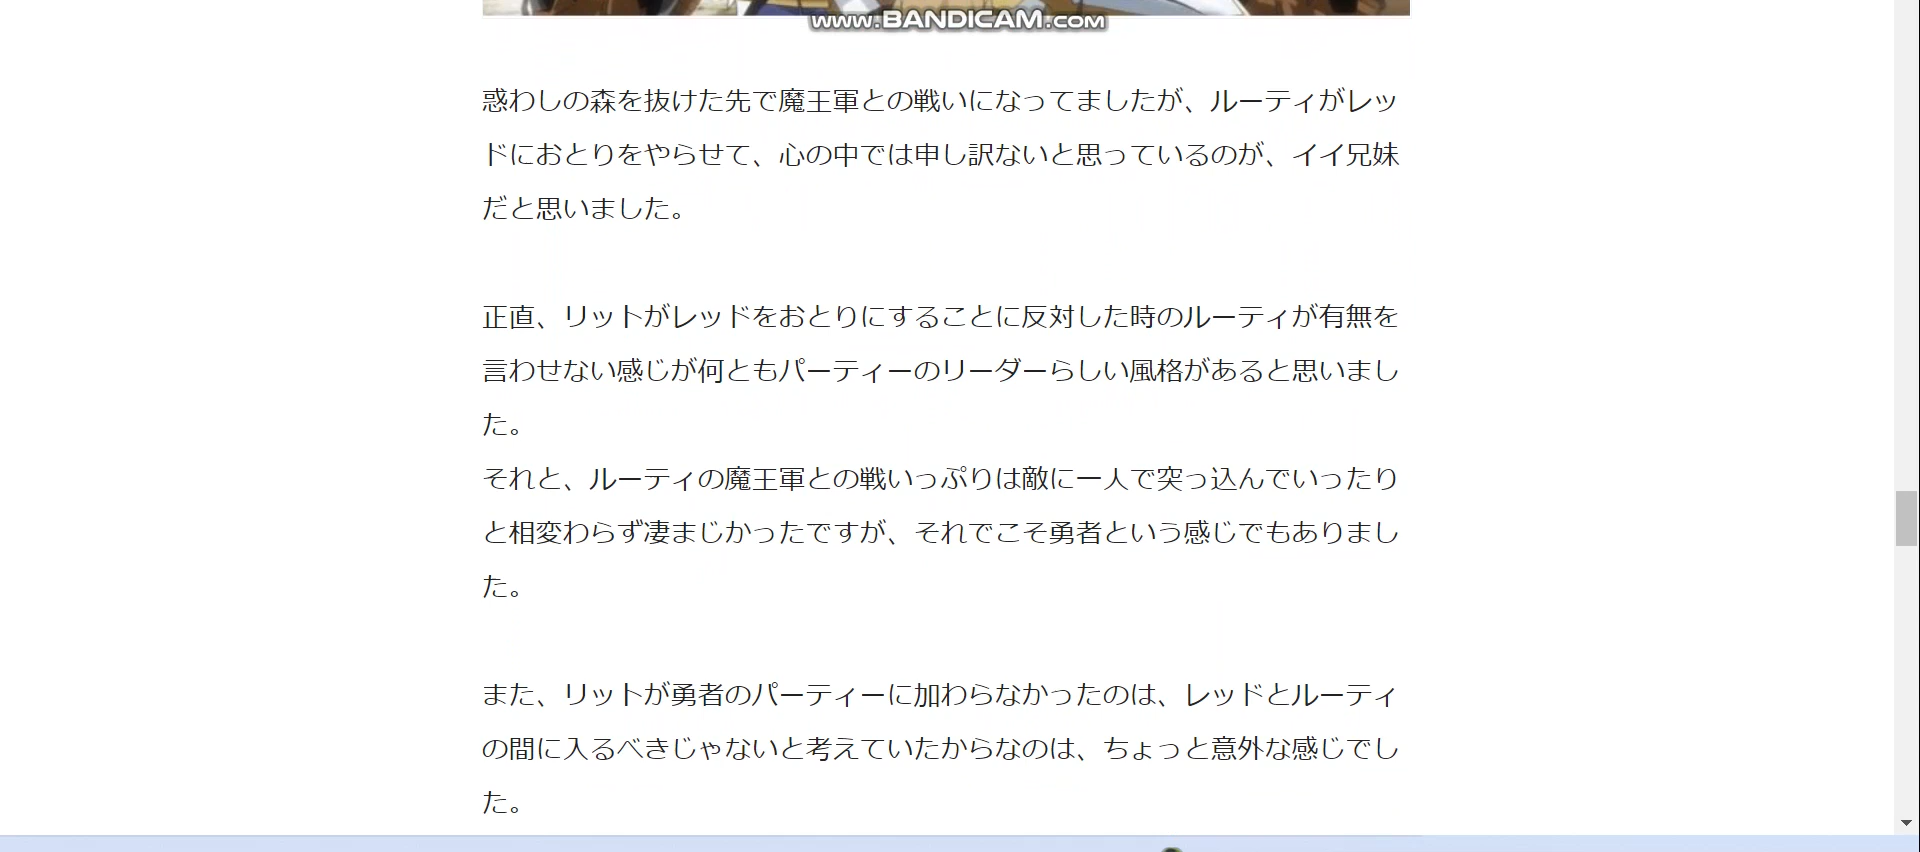 www.BANDICAM.com
惑わしの森を抜けた先で魔王軍との戦いになってましたが、ルーティがレッ
ドにおとりをやらせて、心の中では申し訳ないと思っているのが、イイ兄妹
だと思いました。
正直、リットがレッドをおとりにすることに反対した時のルーティが有無を
言わせない感じが何ともパーティーのリーダーらしい風格があると思いまし
た。
それと、ルーティの魔王軍との戦いっぷりは敵に一人で突っ込んでいったり
と相変わらず凄まじかったですが、それでこそ勇者という感じでもありまし
た。
また、リットが勇者のパーティーに加わらなかったのは、レッドとルーティ
の間に入るべきじゃないと考えていたからなのは、ちょっと意外な感じでし
た。